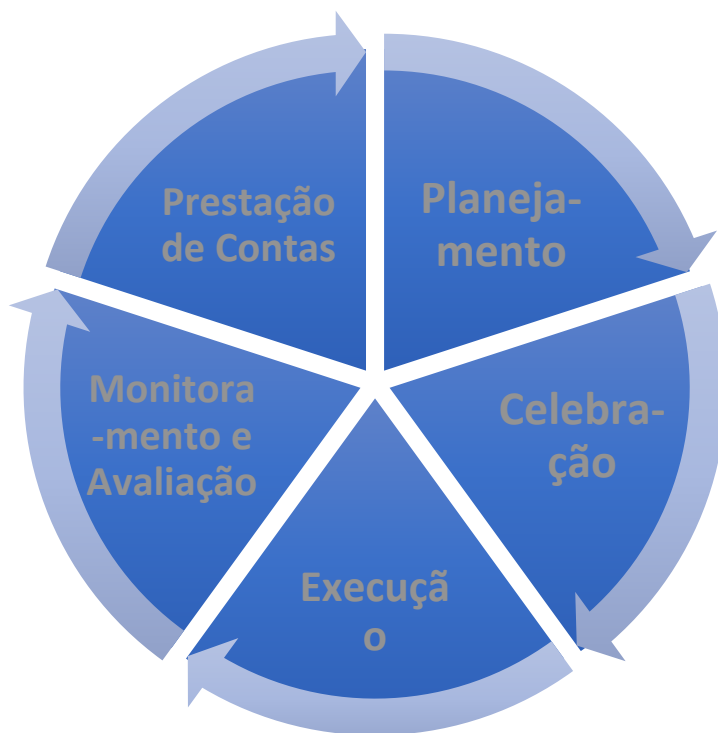 Planeja-
mento
Celebra-
ção
Execuçã
o
Monitora
-mento e
Avaliação
Prestação
de Contas